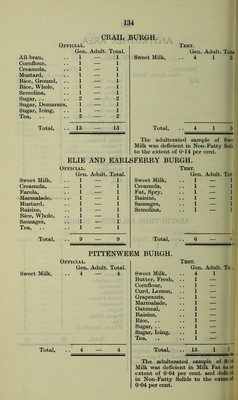 134
CRAIL BURGH.
OFFICIAL.
Gen. Adult. Total.
All-bran, .. 1 — 1
Cornflour, .. 1 — 1
Creamola, .. 1 — 1
Mustard, .. 1 — 1
Rice, Ground, .. 1 — 1
Rice, Whole, .. 1 — 1
Semolina, .. 1 — 1
Sugar, .. .. 2 — 2
Sugar, Demarara, 1 — 1
Sugar, Icing, .. 1 — 1
Tea, .. .. 2 — 2
Total, .. 13 — 13
TEST.
Gen. Adult.
Sweet Milk, .. 4 1
Total, .. 4 1
The adulterated sample of
Milk was deficient in Non-Fatty
to the extent of 0·14 per cent.
ELIE AND EARLSFERRY BURGH.
OFFICIAL.
Gen. Adult. Total.
Sweet Milk, .. 1 — 1
Creamola, .. 1 — 1
Farola, .. 1 — 1
Marmalade, .. 1 — 1
Mustard, .. 1 — 1
Raisins, .. 1 — 1
Rice, Whole, .. 1 — 1
Sausages, .. 1 — 1
Tea, .. .. 1 — 1
Total, .. 9 — 9
TEST.
Gen. Adult.
Sweet Milk, .. 1 —
Creamola, .. 1 —
Fat, Spry, .. 1 —
Raisins, .. 1 —
Sausages, .. 1 —
Semolina, .. 1 —
Total, .. 6 —
PITTENWEEM BURGH.
OFFICIAL.
Gen. Adult. Total.
Sweet Milk, .. 4 — 4
Total, .. 4 — 4
TEST.
Gen. Adult.
Sweet Milk, .. 4 1
Butter, Fresh, .. 1 —
Cornflour, .. 1 —
Curd, Lemon, .. 1 —
Grapenuts, .. 1 —
Marmalade, .. 1 —
Oatmeal, .. 1 —
Raisins, .. 1 —
Rice, .. .. 1 —
Sugar, .. .. 1 —
Sugar, Icing, .. 1 —
Tea, .. .. 1 —
Total, .. 15 1
The adulterated sample of
Milk was deficient in Milk Fat to
extent of 0·64 per cent. and
in Non-Fatty Solids to the extent
0·04 per cent.